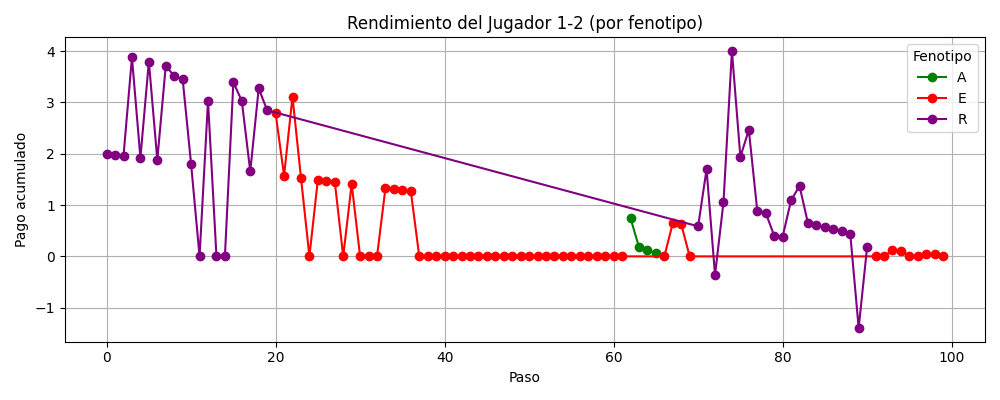 Rendimiento del Jugador 1-2 (por fenotipo)
Pago acumulado
4
3
2
1
0
−1
Fenotipo
A
E
R
0 20 40 60 80 100
Paso